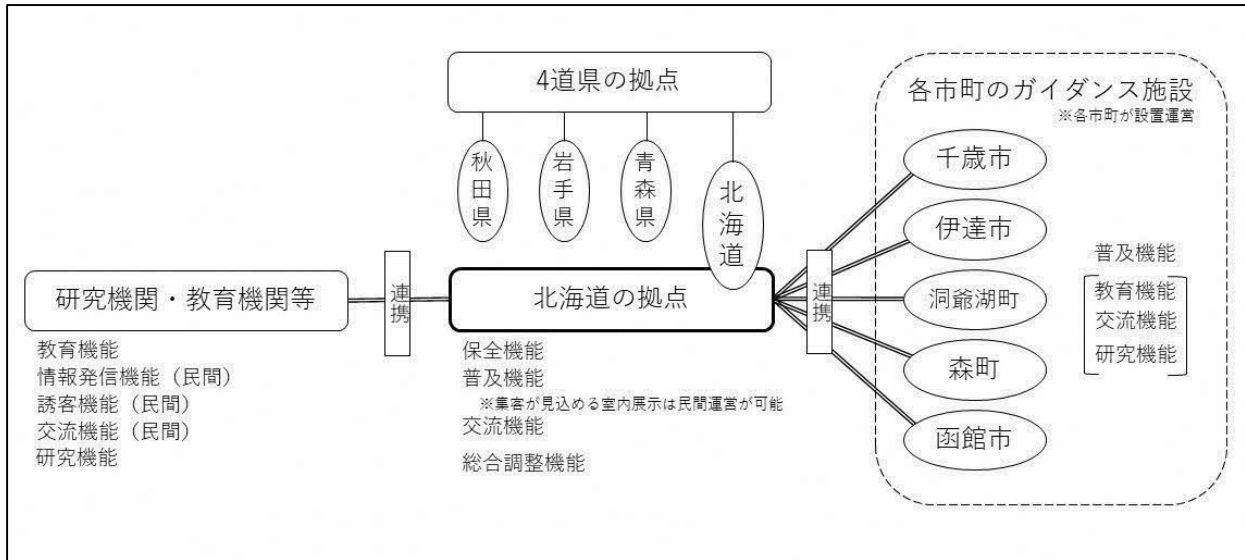 4道県の拠点
秋田県
岩手県
青森県
北海道
研究機関・教育機関等
教育機能
情報発信機能（民間）
誘客機能（民間）
交流機能（民間）
研究機能
連携
北海道の拠点
保全機能
普及機能
※集客が見込める室内展示は民間運営が可能
交流機能
総合調整機能
連携
各市町のガイダンス施設
※各市町が設置運営
千歳市
伊達市
洞爺湖町
森町
函館市
普及機能
教育機能
交流機能
研究機能